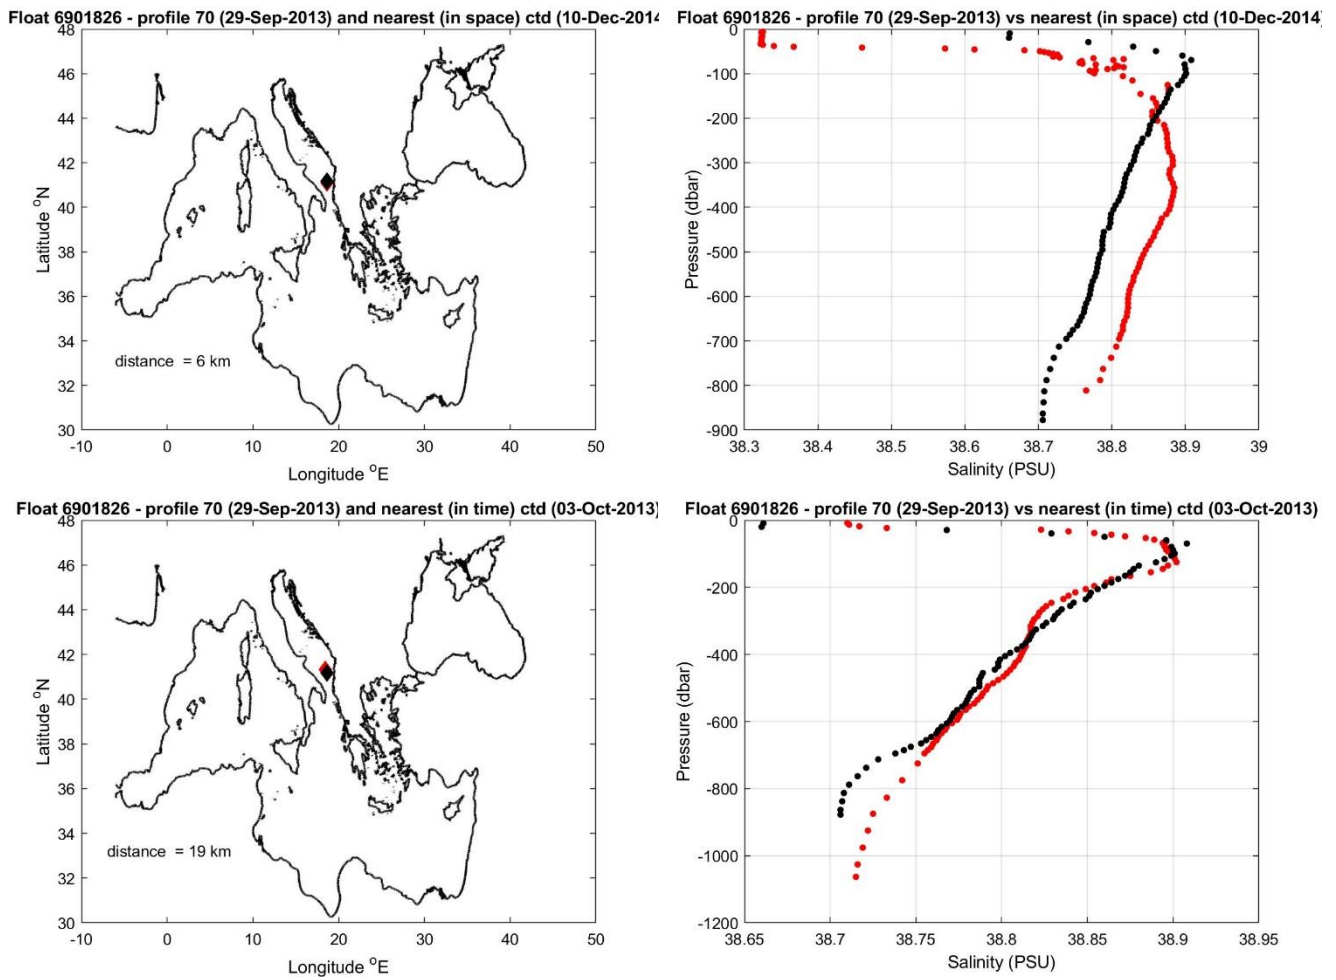 Float 6901826 - profile 70 (29-Sep-2013) and nearest (in space) ctd (10-Dec-2014
48
46
44
42
40
38
36
34
32
30
Latitude °N
distance = 6 km
-10 0 10 20 30 40 50
Longitude °E
Float 6901826 - profile 70 (29-Sep-2013) vs nearest (in space) ctd (10-Dec-2014)
0
-100
-200
-300
-400
-500
-600
-700
-800
-900
Pressure (dbar)
38.3 38.4 38.5 38.6 38.7 38.8 38.9 39
Salinity (PSU)
Float 6901826 - profile 70 (29-Sep-2013) and nearest (in time) ctd (03-Oct-2013)
48
46
44
42
40
38
36
34
32
30
Latitude °N
distance = 19 km
-10 0 10 20 30 40 50
Longitude °E
Float 6901826 - profile 70 (29-Sep-2013) vs nearest (in time) ctd (03-Oct-2013)
0
-200
-400
-600
-800
-1000
-1200
Pressure (dbar)
38.65 38.7 38.75 38.8 38.85 38.9 38.95
Salinity (PSU)